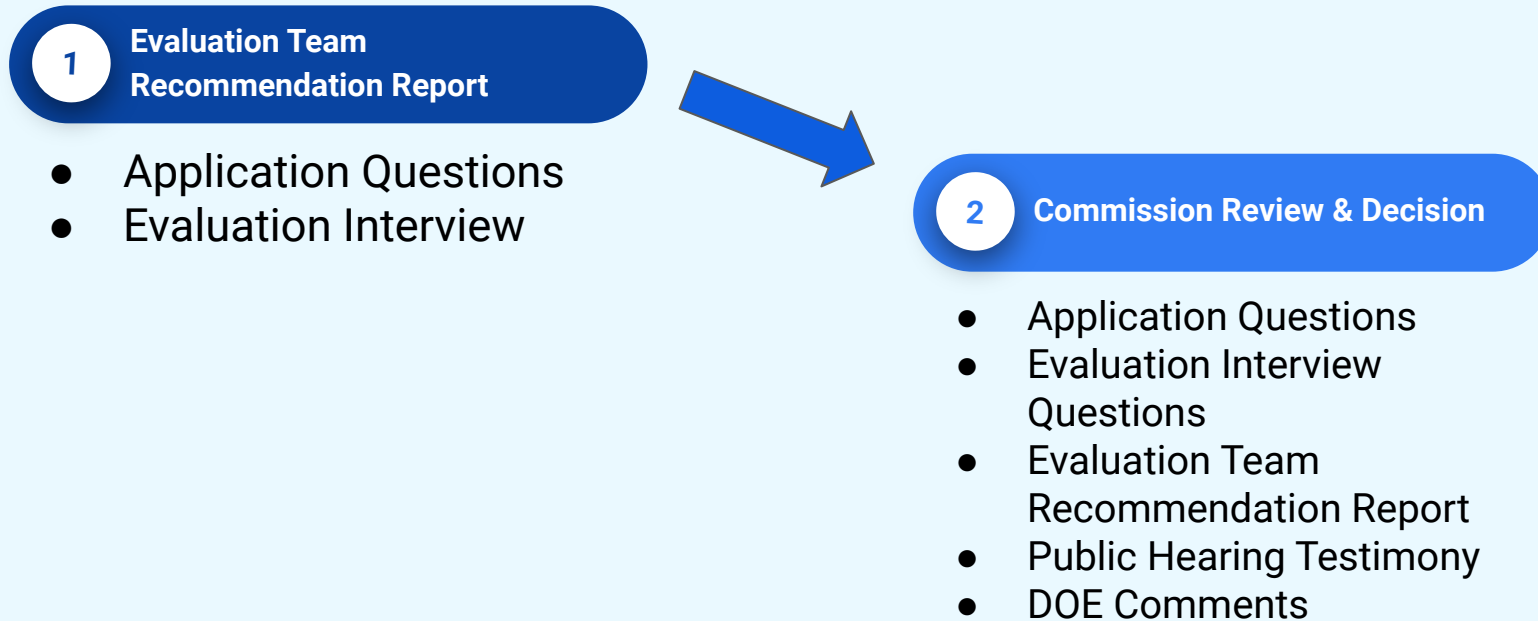 1
Evaluation Team
Recommendation Report
● Application Questions
● Evaluation Interview
2
Commission Review & Decision
● Application Questions
● Evaluation Interview
Questions
● Evaluation Team
Recommendation Report
● Public Hearing Testimony
● DOE Comments